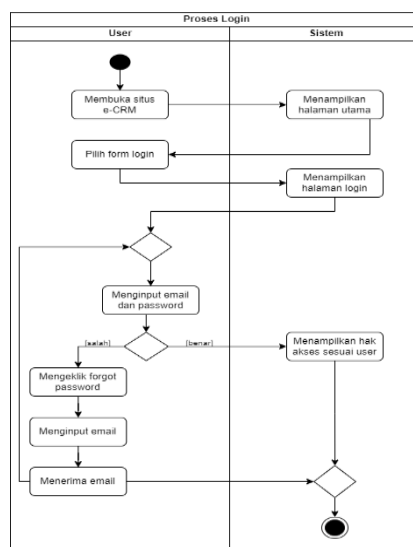 Proses Login
User
Sistem
Membuka situs
e-CRM
Menampilkan
halaman utama
Pilih form login
Menampilkan
halaman login
Menginput email
dan password
[salah]
[benar]
Menampilkan hak
akses sesuai user
Mengeklik forgot
password
Menginput email
Menerima email